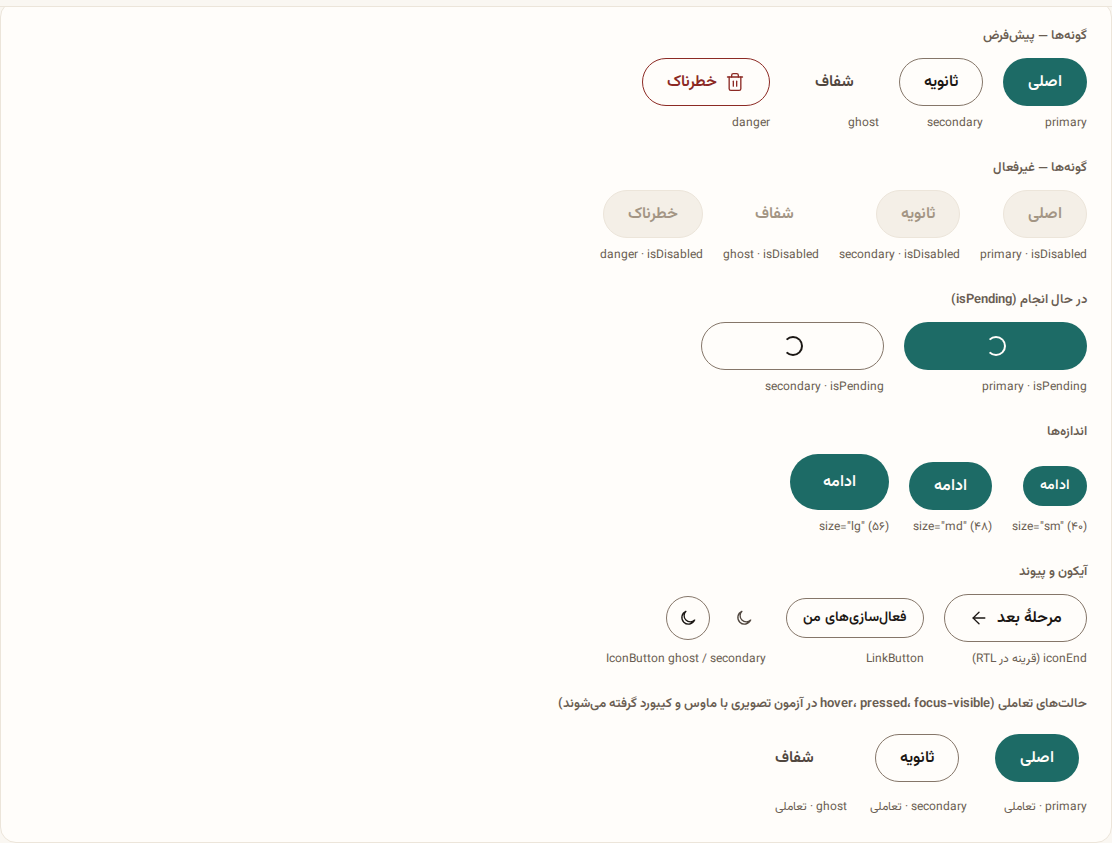 گونه‌ها – پیش‌فرض
اصلی ثانویه شفاف خطرناک
primary secondary ghost danger
گونه‌ها – غیرفعال
اصلی ثانویه شفاف خطرناک
primary · isDisabled secondary · isDisabled ghost · isDisabled danger · isDisabled
در حال انجام (isPending)
primary · isPending secondary · isPending
اندازه‌ها
ادامه ادامه ادامه
size="sm" (۴۰) size="md" (۴۸) size="lg" (۵۶)
آیکون و پیوند
مرحلهٔ بعد فعال‌سازی‌های من
iconEnd (قرینه در RTL) LinkButton IconButton ghost / secondary
حالت‌های تعاملی (hover، pressed، focus-visible در آزمون تصویری با ماوس و کیبورد گرفته می‌شوند)
اصلی ثانویه شفاف
primary · تعاملی secondary · تعاملی ghost · تعاملی